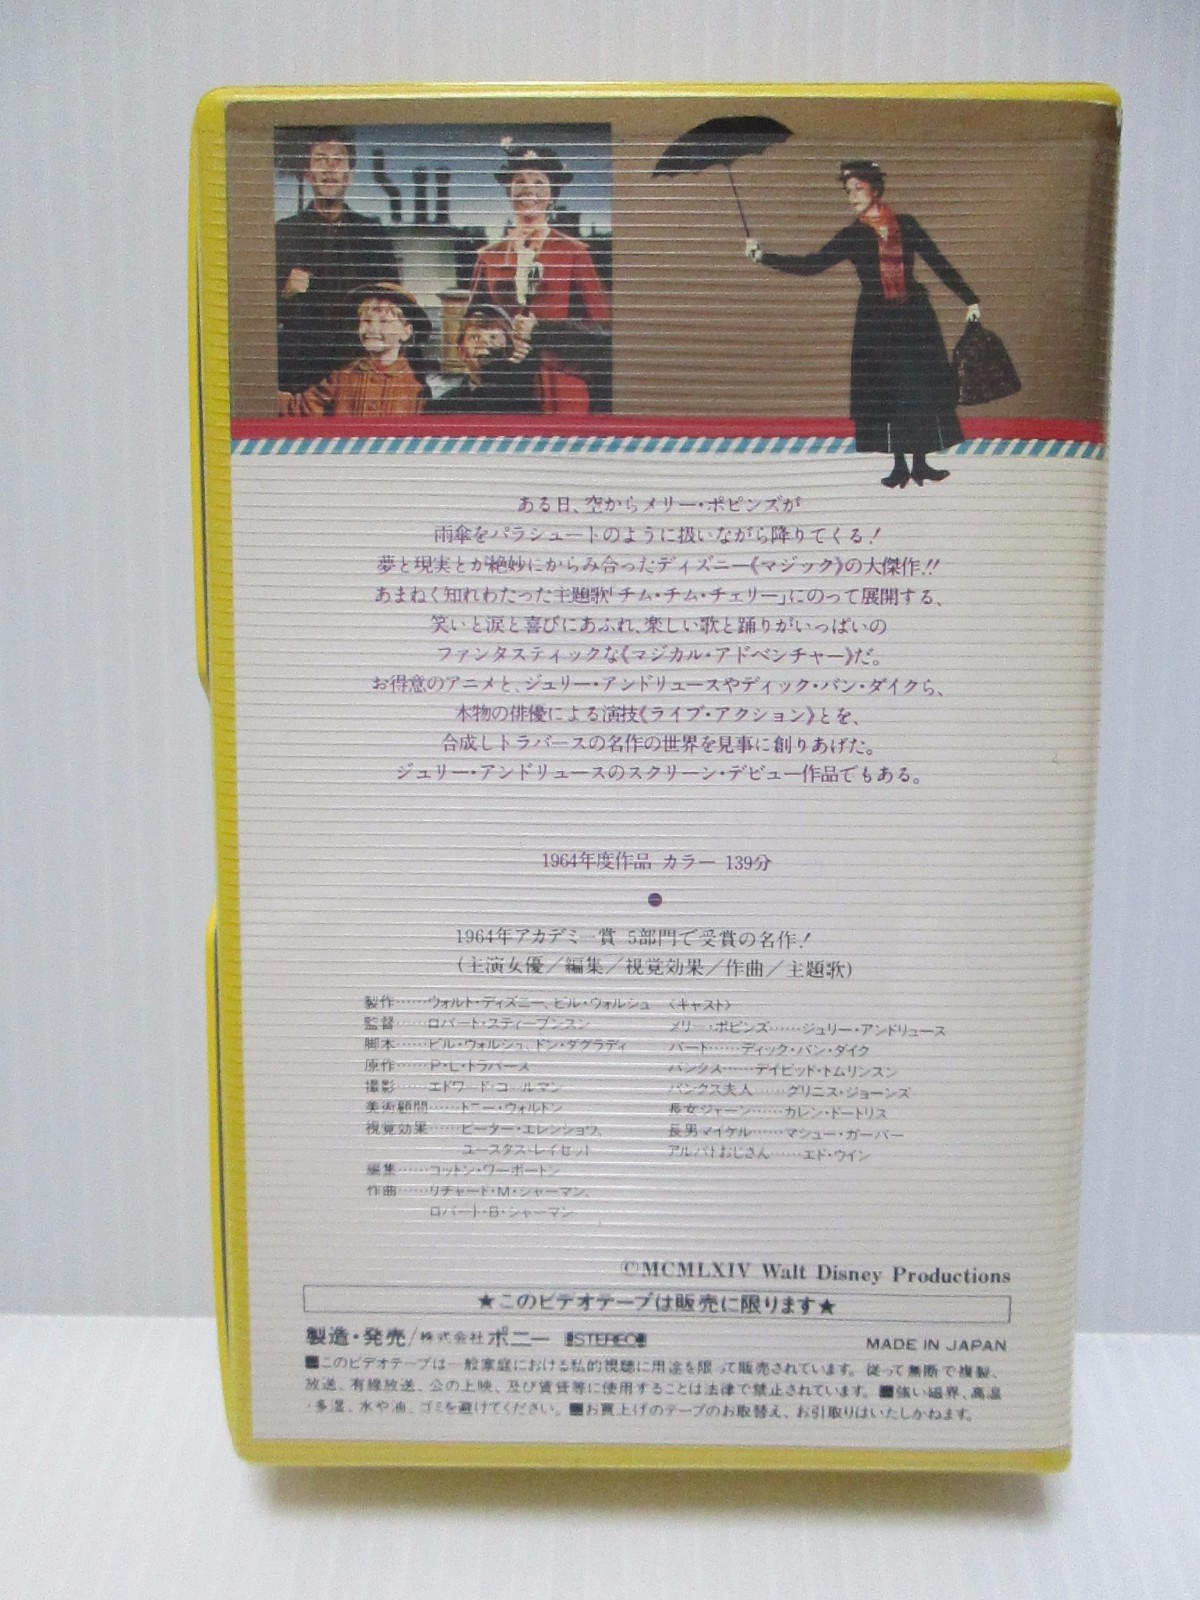 ある日、空からメリー・ポピンズが
雨傘をパラシュートのように扱いながら降りてくる!
夢と現実とが絶妙にからみ合ったディズニー《マジック》の大傑作!!
あまねく知れわたった主題歌「チム・チム・チェリー」にのって展開する、
笑いと涙と喜びにあふれ、楽しい歌と踊りがいっぱいの
ファンタスティックな《マジカル・アドベンチャー》だ。
お得意のアニメと、ジュリー・アンドリュースやディック・バン・ダイクら、
本物の俳優による演技《ライブ・アクション》とを、
合成しトラバースの名作の世界を見事に創りあげた。
ジュリー・アンドリュースのスクリーン・デビュー作品でもある。
1964年度作品 カラー 139分
●
1964年アカデミー賞 5部門で受賞の名作!
(主演女優/編集/視覚効果/作曲/主題歌)
製作……ウォルト・ディズニー、ビル・ウォルシュ
監督……ロバート・スティーブンスン
脚本……ビル・ウォルシュ、ドン・ダグラディ
原作……P・L・トラバース
撮影……エドワード・コールマン
美術顧問……トニー・ウォルトン
視覚効果……ピーター・エレンショウ、
ユースタス・レイセット
編集……コットン・ワーボートン
作曲……リチャード・M・シャーマン、
ロバート・B・シャーマン
〈キャスト〉
メリー・ポピンズ……ジュリー・アンドリュース
バート……ディック・バン・ダイク
バンクス……デイビッド・トムリンスン
バンクス夫人……グリニス・ジョーンズ
長女ジェーン……カレン・ドートリス
長男マイケル……マシュー・ガーバー
アルバートおじさん……エド・ウイン
©MCMLXIV Walt Disney Productions
★このビデオテープは販売に限ります★
製造・発売/株式会社ポニー STEREO MADE IN JAPAN
■このビデオテープは一般家庭における私的視聴に用途を限って販売されています。従って無断で複製、
放送、有線放送、公の上映、及び賃貸等に使用することは法律で禁止されています。■強い磁界、高温
・多湿、水や油、ゴミを避けてください。■お買上げのテープのお取替え、お引取りはいたしかねます。